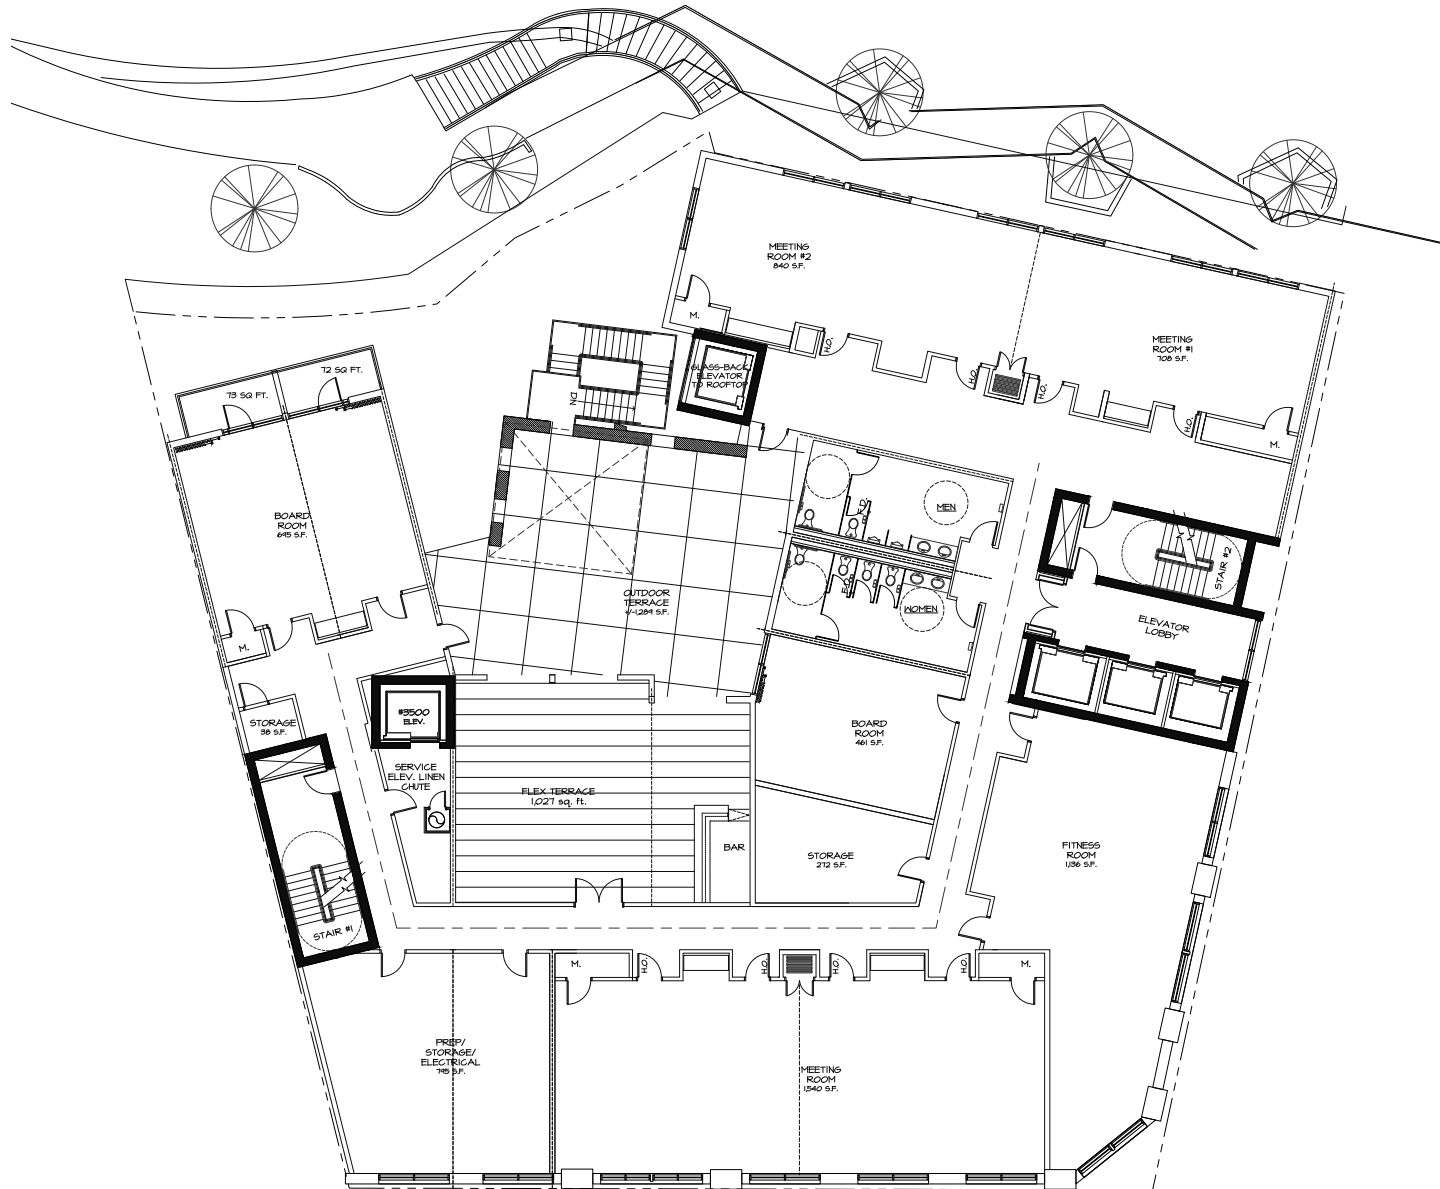 MEETING
ROOM #2
840 S.F.
M.
H.O.
MEETING
ROOM #1
708 S.F.
H.O.
H.O.
H.O.
M.
GLASS-BACK
ELEVATOR
TO ROOFTOP
DN
72 SQ FT.
73 SQ FT.
BOARD
ROOM
695 S.F.
M.
MEN
F.D.
WOMEN
F.D.
OUTDOOR
TERRACE
+/-1,289 S.F.
STAIR #2
ELEVATOR
LOBBY
STORAGE
38 S.F.
#3500
ELEV.
SERVICE
ELEV. LINEN
CHUTE
BOARD
ROOM
461 S.F.
FLEX TERRACE
1,027 sq. ft.
BAR
STORAGE
272 S.F.
FITNESS
ROOM
1,136 S.F.
STAIR #1
M.
H.O.
H.O.
H.O.
H.O.
M.
PREP/
STORAGE/
ELECTRICAL
795 S.F.
MEETING
ROOM
1,540 S.F.